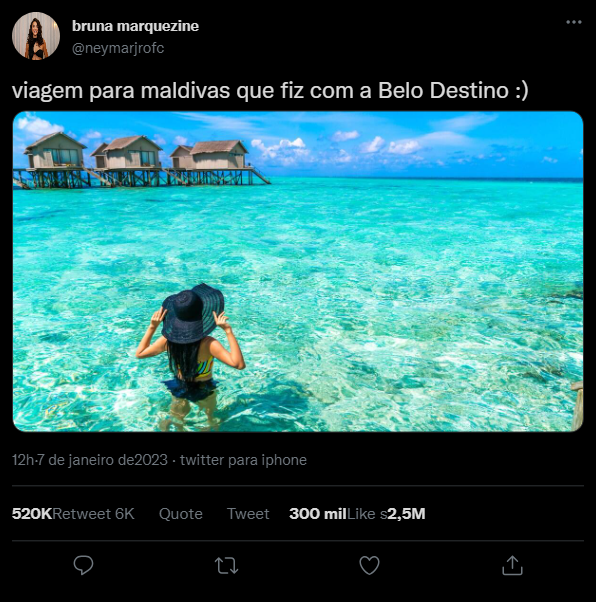 bruna marquezine
@neymarjrofc
viagem para maldivas que fiz com a Belo Destino :)
12h·7 de janeiro de2023 · twitter para iphone
520KRetweet 6K Quote Tweet 300 milLike s2,5M